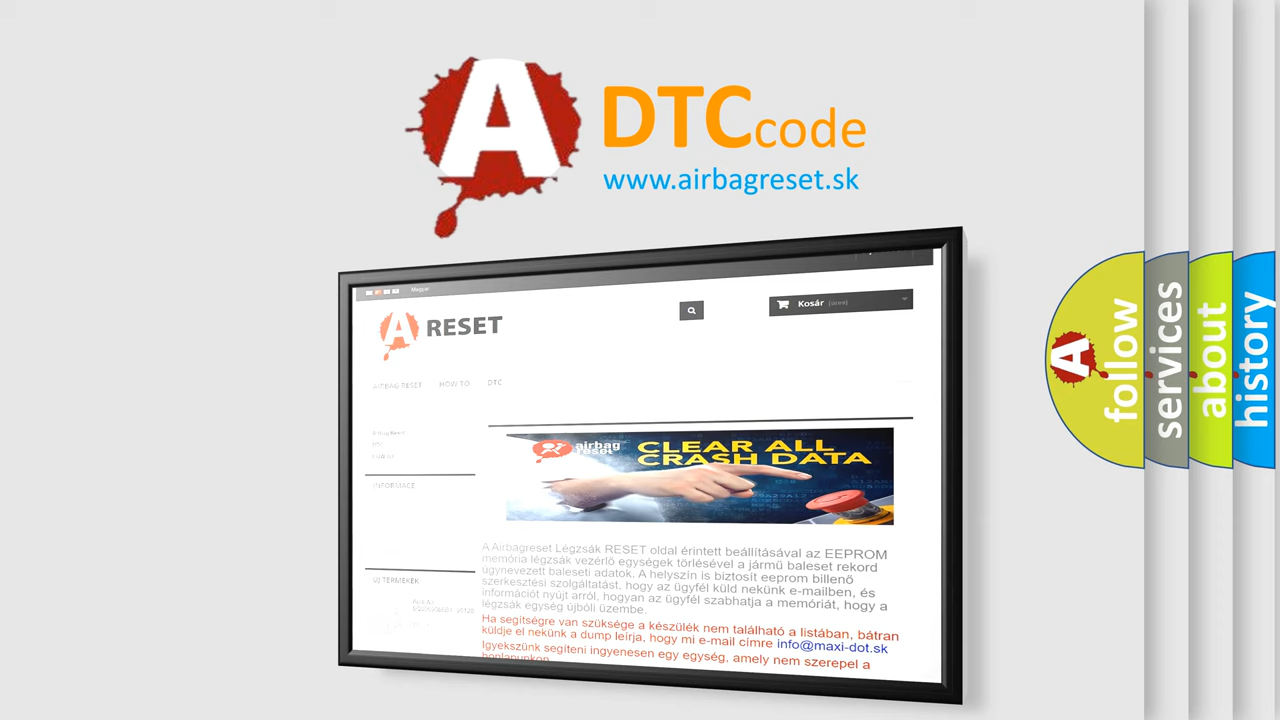 A DTCcode
www.airbagreset.sk
Magyar
Kosár (üres)
A RESET
AIRBAG RESET HOW TO DTC
DTC
INFORMACE
airbag
reset
CLEAR ALL
CRASH DATA
A Airbagreset Légzsák RESET oldal érintett beállításával az EEPROM
memória légzsák vezérlő egységek törlésével a jármű baleset rekord
úgynevezett baleseti adatok. A helyszín is biztosít eeprom billenő
szerkesztési szolgáltatást, hogy az ügyfél küld nekünk e-mailben, és
információt nyújt arról, hogyan az ügyfél szabhatja a memóriát, hogy a
légzsák egység újbóli üzembe.
Ha segítségre van szüksége a készülék nem található a listában, bátran
küldje el nekünk a dump leírja, hogy mi e-mail címre info@maxi-dot.sk
Igyekszünk segíteni ingyenesen egy egység, amely nem szerepel a
honlapunkon
ÚJ TERMÉKEK
A follow
services
about
history